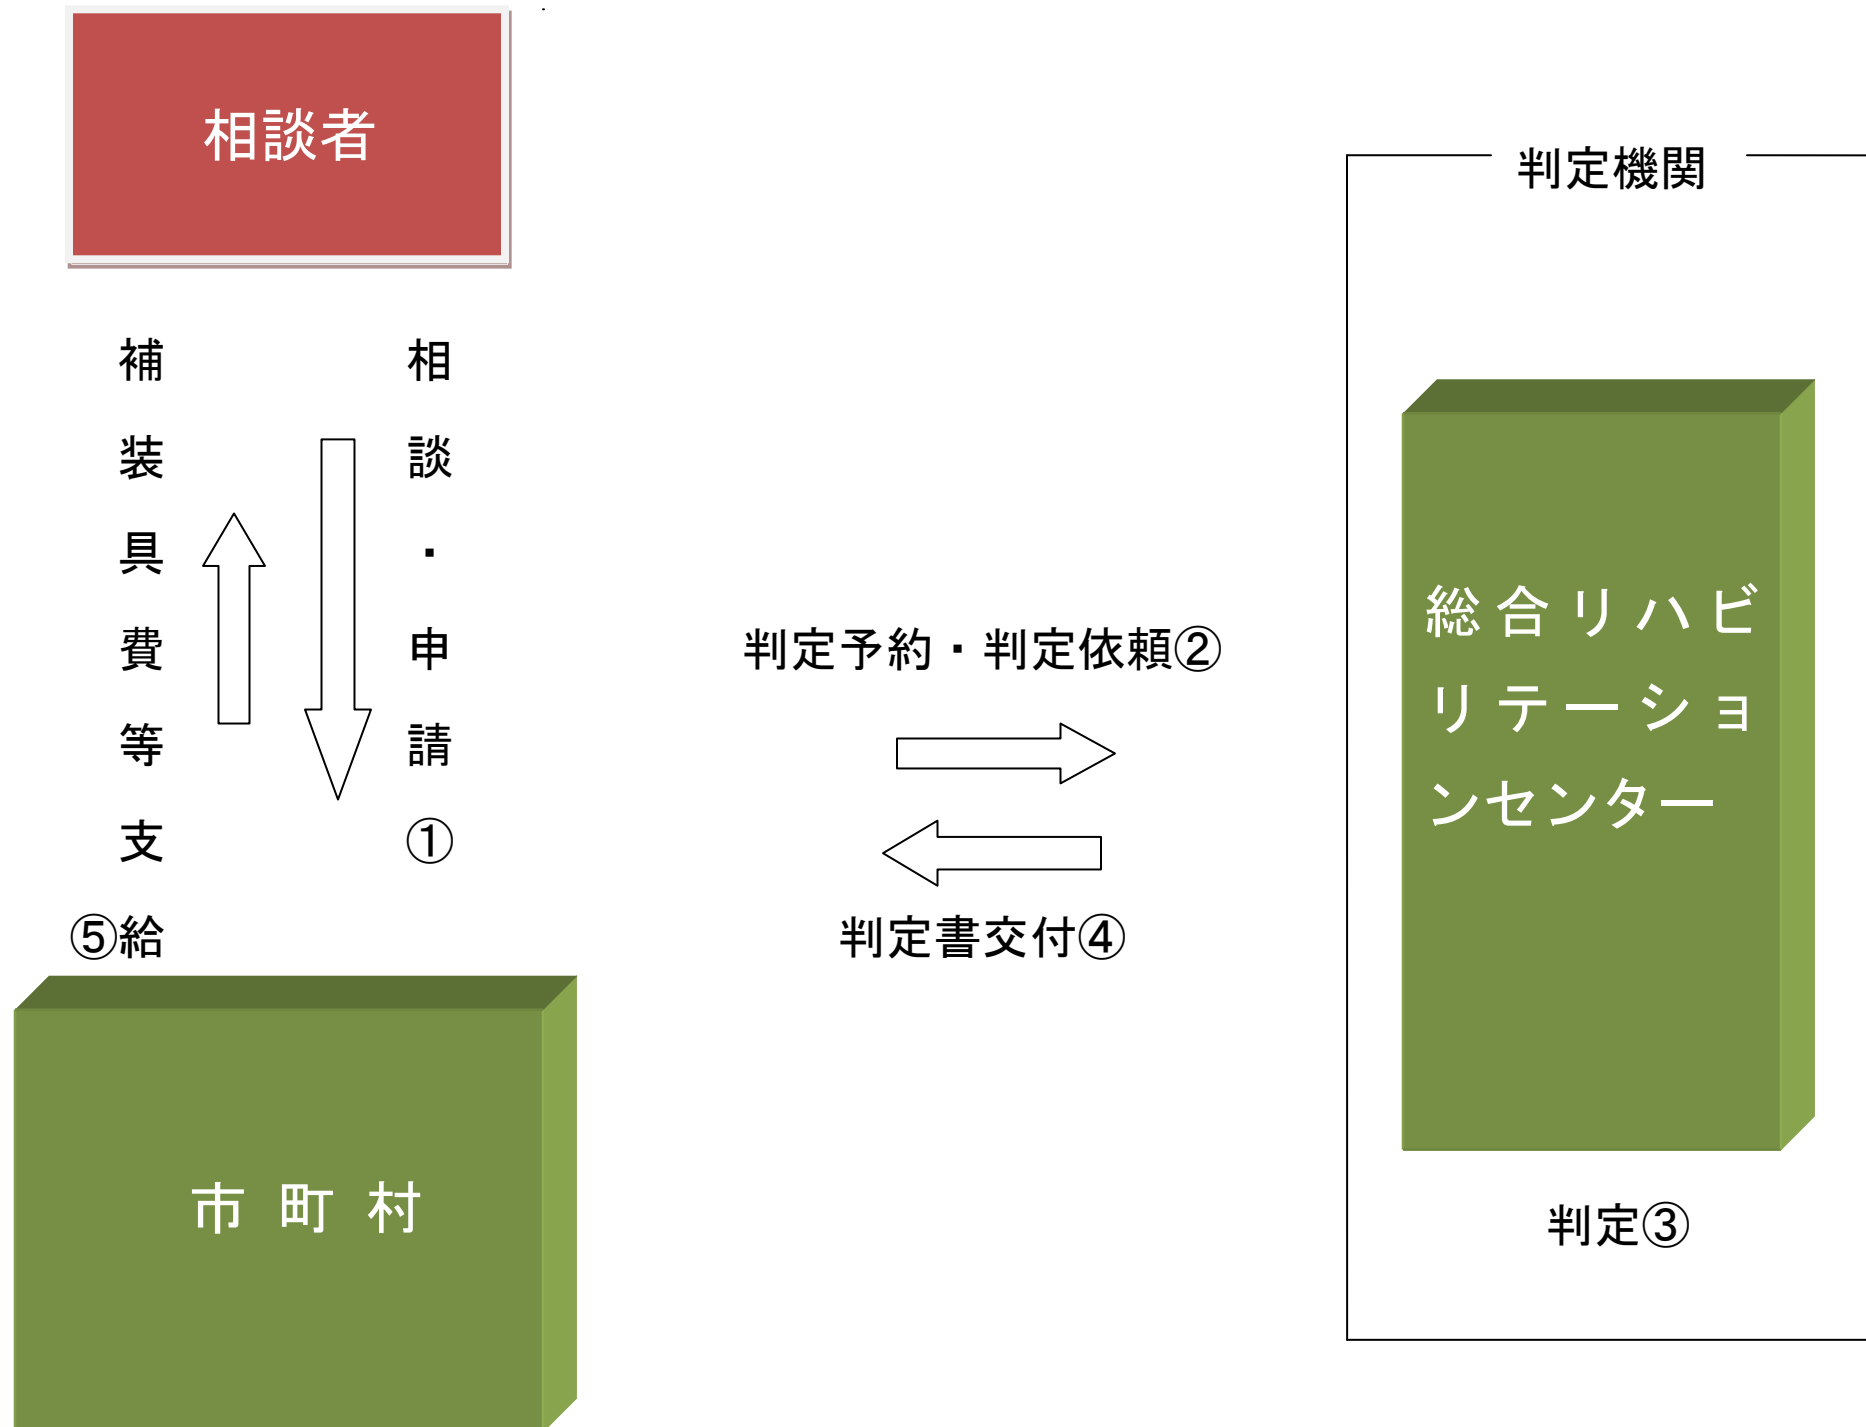 相談者
判定機関
相談・申請①
補装具費等支給⑤
判定予約・判定依頼②
総合リハビ
リテーショ
ンセンター
判定書交付④
市町村
判定③